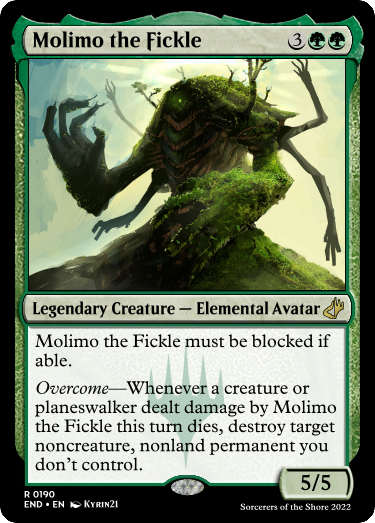 Molimo the Fickle 3
Legendary Creature — Elemental Avatar
Molimo the Fickle must be blocked if
able.
Overcome—Whenever a creature or
planeswalker dealt damage by Molimo
the Fickle this turn dies, destroy target
noncreature, nonland permanent you
don't control.
5/5
R 0190
END • EN Kyrin21
Sorcerers of the Shore 2022